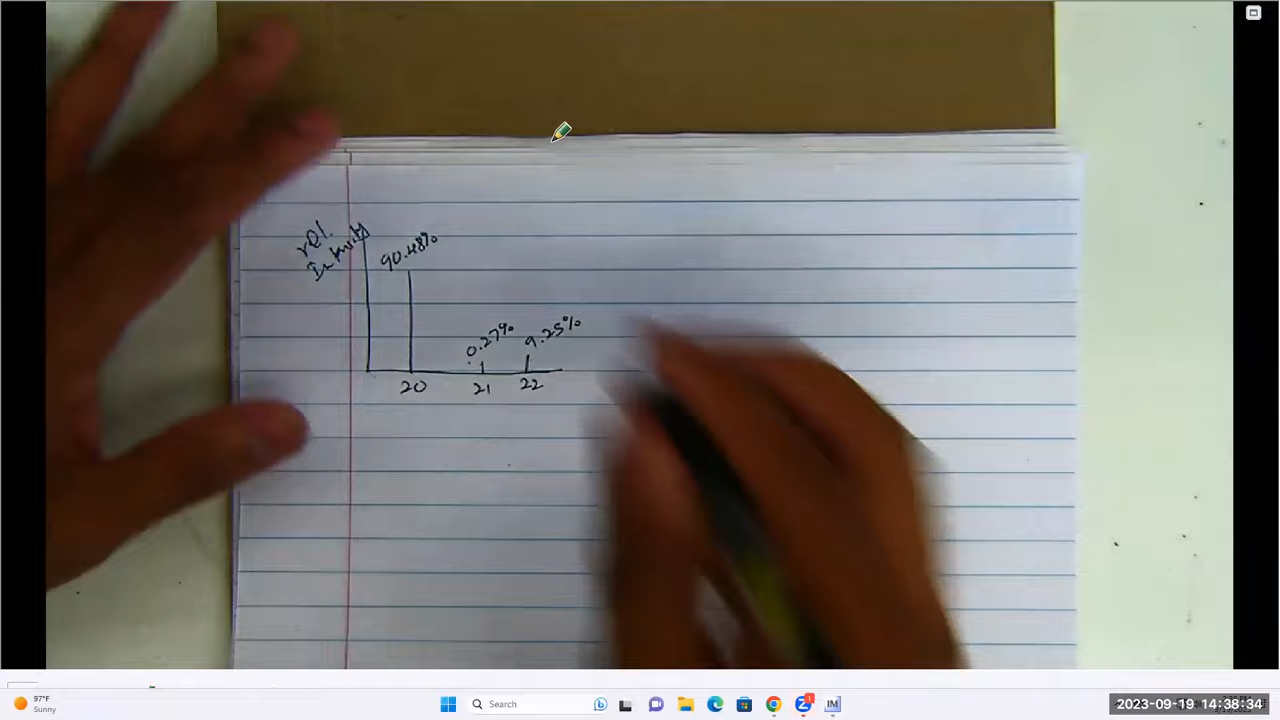 rel.
Intensity
90.48%
0.27%
9.25%
20 21 22
97°F
Sunny
Search
IM
2023-09-19 14:38:34